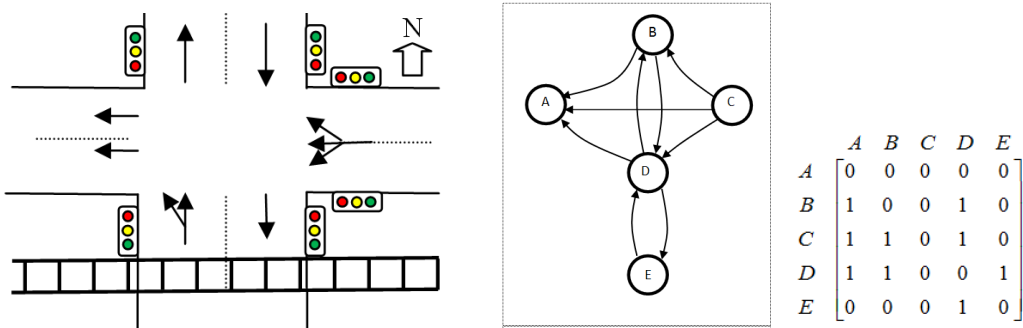 N
B
A
C
D
E
A B C D E
A 0 0 0 0 0
B 1 0 0 1 0
C 1 1 0 1 0
D 1 1 0 0 1
E 0 0 0 1 0